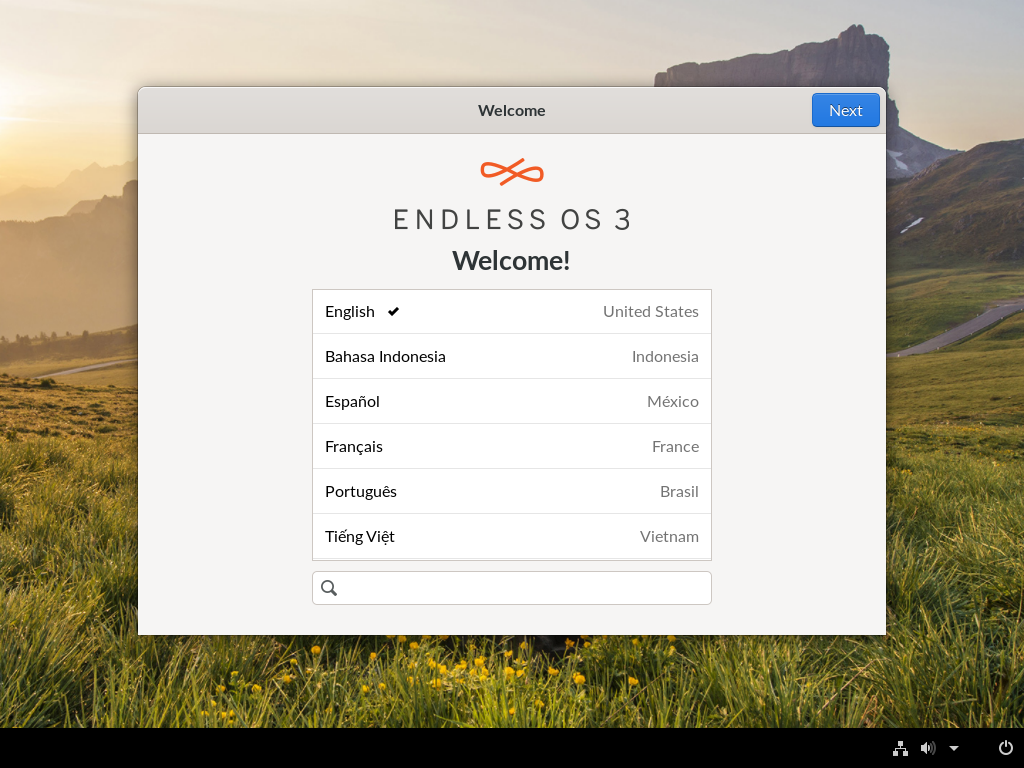 Welcome
Next
ENDLESS OS 3
Welcome!
English United States
Bahasa Indonesia Indonesia
Español México
Français France
Português Brasil
Tiếng Việt Vietnam